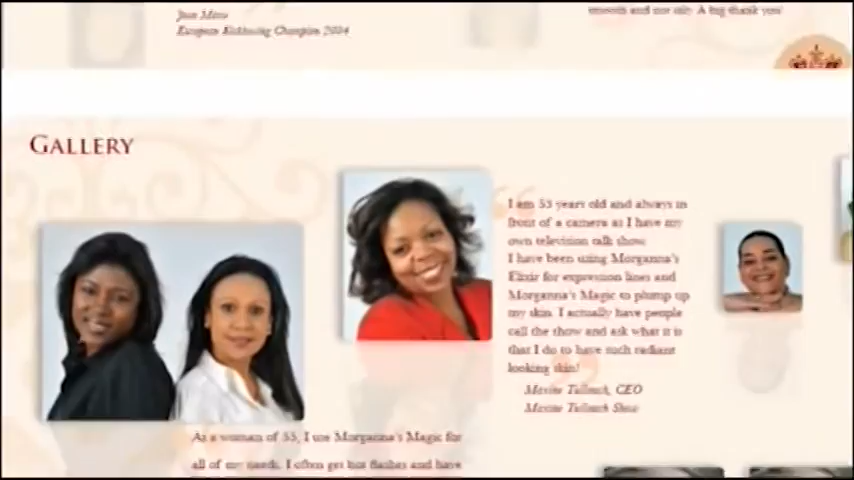 European Kickboxing Champion 2004
smooth and not oily. A big thank you"
GALLERY
I am 53 years old and always in
front of a camera as I have my
own television talk show.
I have been using Morganna's
Elixir for expression lines and
Morganna's Magic to plump up
my skin. I actually have people
call the show and ask what it is
that I do to have such radiant
looking skin!
Maxine Tulloch, CEO
Maxine Tulloch Show
As a woman of 55, I use Morganna's Magic for
all of my needs. I often get hot flashes and have